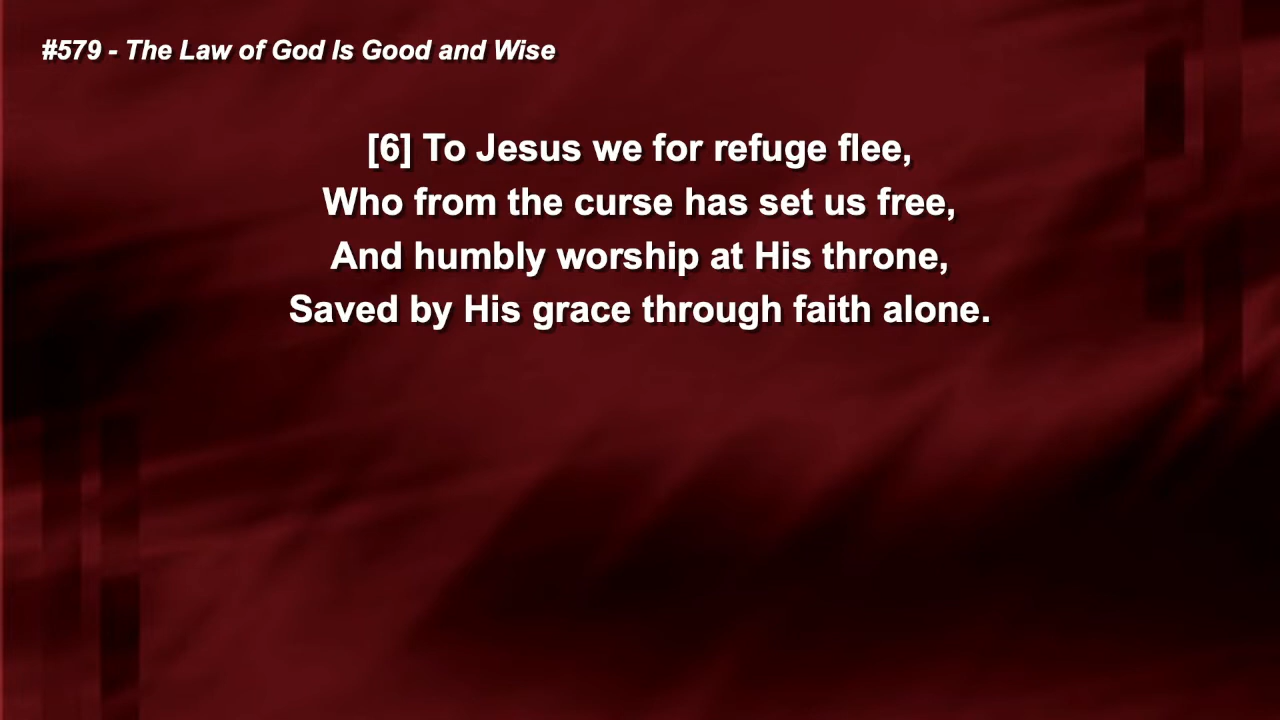 #579 - The Law of God Is Good and Wise
[6] To Jesus we for refuge flee,
Who from the curse has set us free,
And humbly worship at His throne,
Saved by His grace through faith alone.